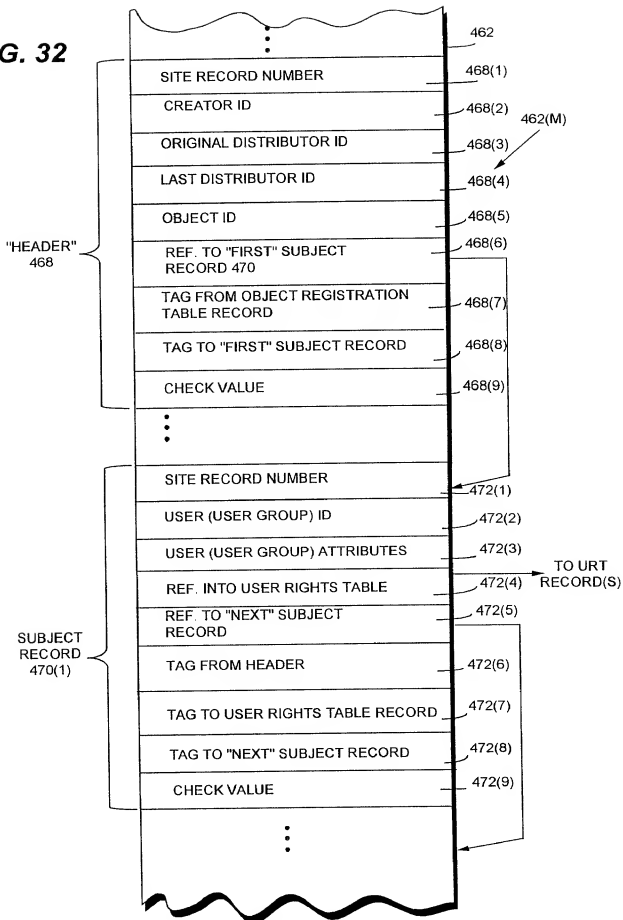 G. 32
462
SITE RECORD NUMBER
468(1)
CREATOR ID
468(2)
462(M)
ORIGINAL DISTRIBUTOR ID
468(3)
LAST DISTRIBUTOR ID
468(4)
OBJECT ID
468(5)
"HEADER"
468
REF. TO "FIRST" SUBJECT
RECORD 470
468(6)
TAG FROM OBJECT REGISTRATION
TABLE RECORD
468(7)
TAG TO "FIRST" SUBJECT RECORD
468(8)
CHECK VALUE
468(9)
SITE RECORD NUMBER
472(1)
USER (USER GROUP) ID
472(2)
USER (USER GROUP) ATTRIBUTES
472(3)
REF. INTO USER RIGHTS TABLE
472(4)
TO URT
RECORD(S)
REF. TO "NEXT" SUBJECT
RECORD
472(5)
SUBJECT
RECORD
470(1)
TAG FROM HEADER
472(6)
TAG TO USER RIGHTS TABLE RECORD
472(7)
TAG TO "NEXT" SUBJECT RECORD
472(8)
CHECK VALUE
472(9)